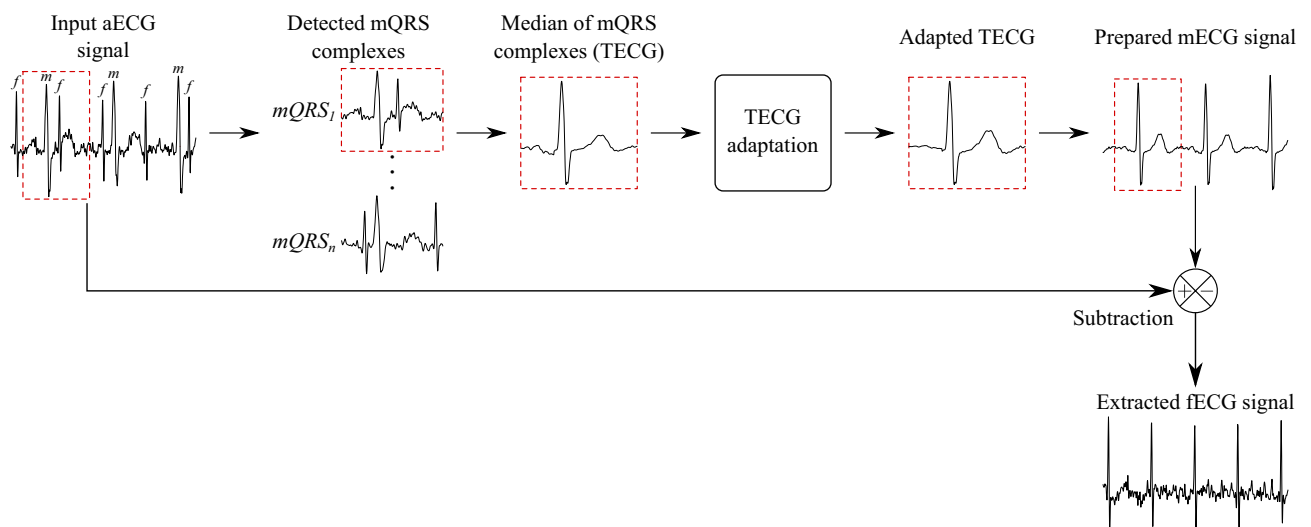 Input aECG
signal
Detected mQRS
complexes
Median of mQRS
complexes (TECG)
Adapted TECG
Prepared mECG signal
f
m
f
f
m
f
m
f
mQRS₁
TECG
adaptation
mQRSₙ
+
−
Subtraction
Extracted fECG signal